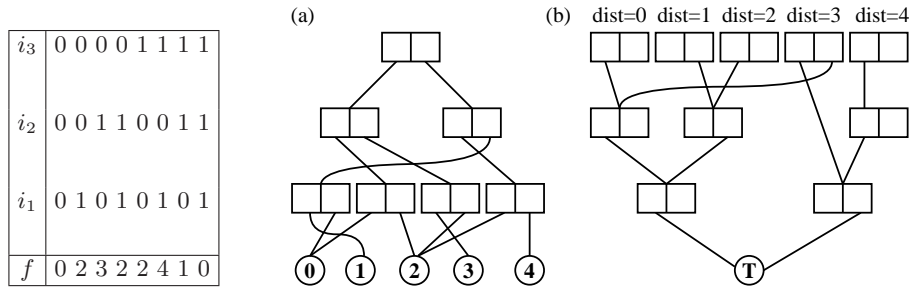 i3 0 0 0 0 1 1 1 1
i2 0 0 1 1 0 0 1 1
i1 0 1 0 1 0 1 0 1
f 0 2 3 2 2 4 1 0
(a)
0 1 2 3 4
(b) dist=0 dist=1 dist=2 dist=3 dist=4
T